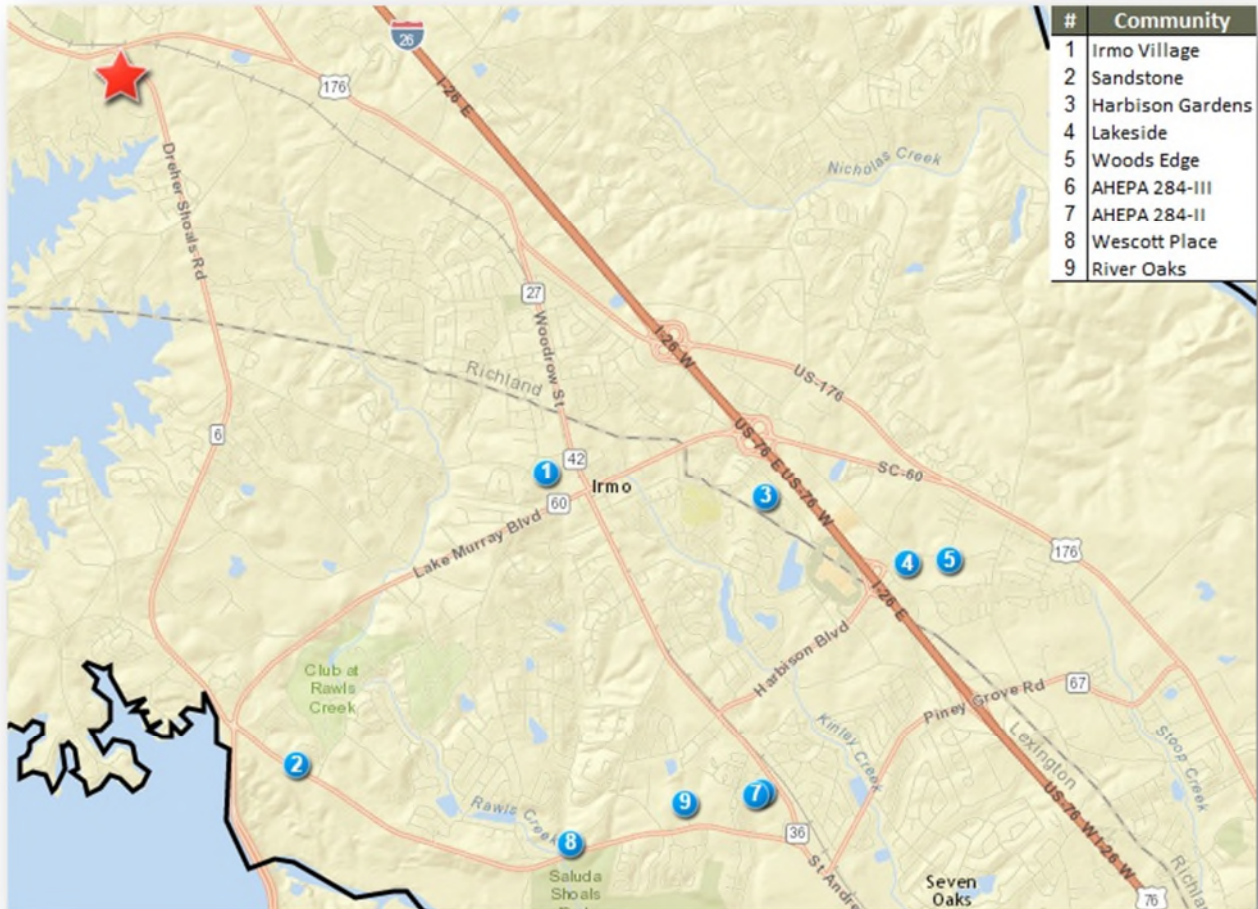 # Community
1 Irmo Village
2 Sandstone
3 Harbison Gardens
4 Lakeside
5 Woods Edge
6 AHEPA 284-III
7 AHEPA 284-II
8 Wescott Place
9 River Oaks
26
I-26 E
176
Nicholas Creek
Dreher Shoals Rd
27
Woodrow St
I-26 W
US-176
Richland
6
US-76 E
US-76 W
SC-60
1
42
Irmo
60
3
Lake Murray Blvd
4
5
176
I-26 E
Harbison Blvd
Club at
Rawls
Creek
67
Piney Grove Rd
Kinley Creek
Lexington
Stoop Creek
2
Rawls Creek
9
7
8
36
US-76 W
I-26 W
Saluda
Shoals
St Andre
Seven
Oaks
Richla
76